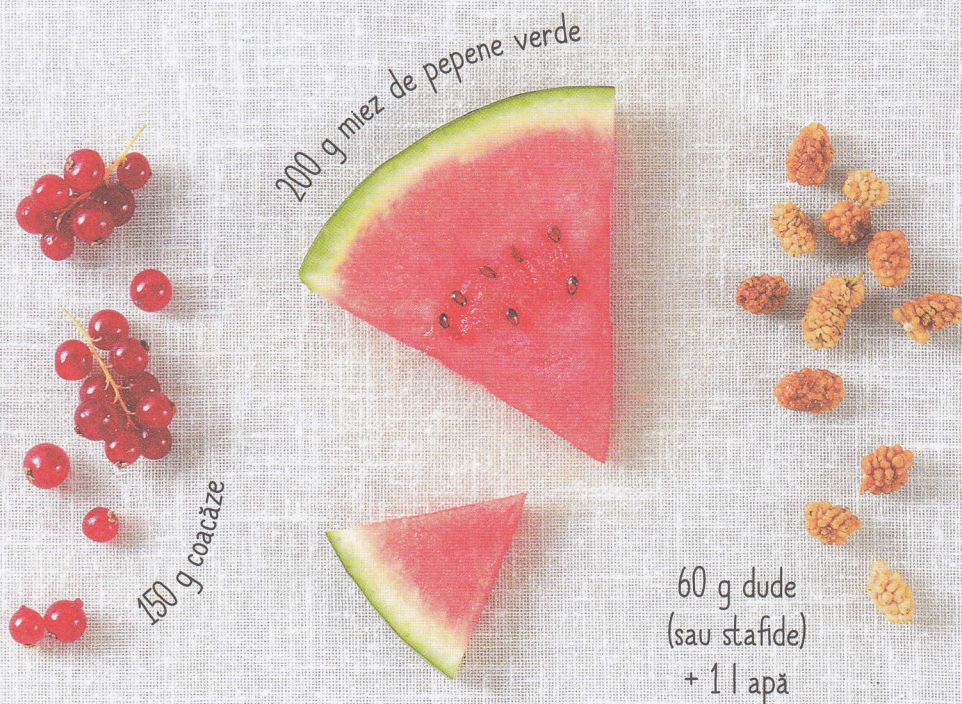 200 g miez de pepene verde
150 g coacăze
60 g dude
(sau stafide)
+ 1 l apă